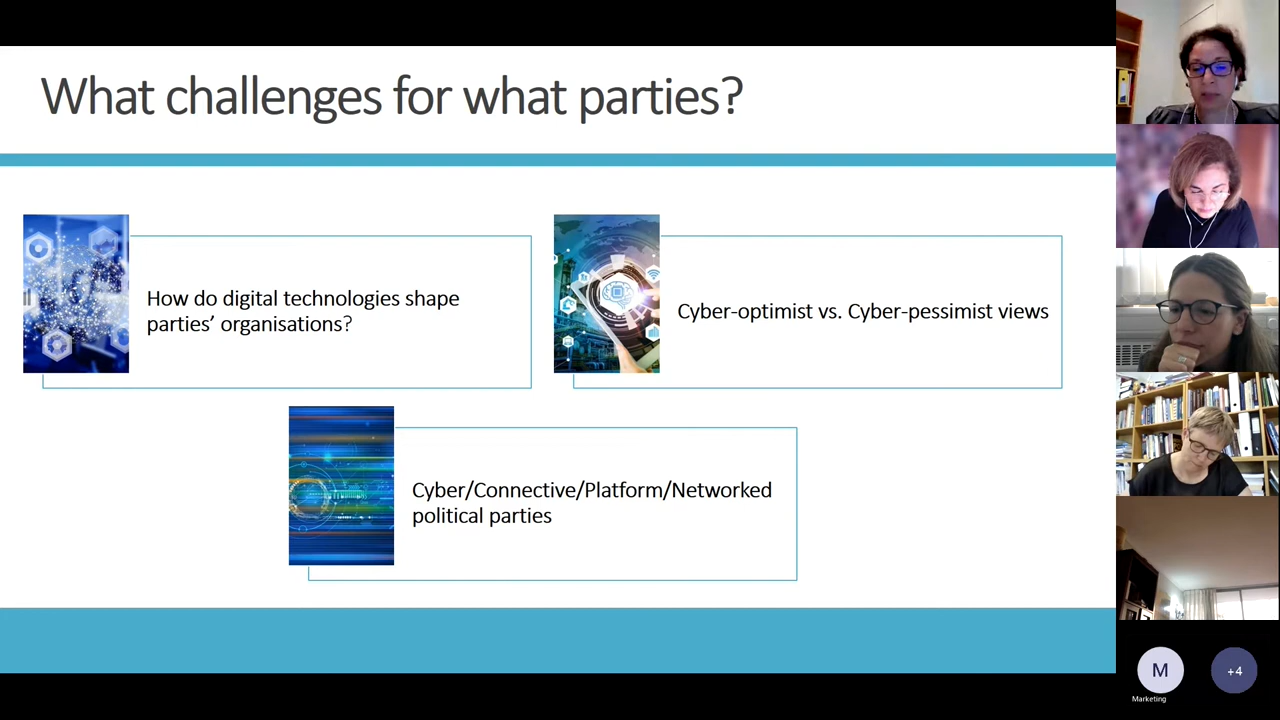 What challenges for what parties?
How do digital technologies shape
parties’ organisations?
Cyber-optimist vs. Cyber-pessimist views
Cyber/Connective/Platform/Networked
political parties
M
+4
Marketing